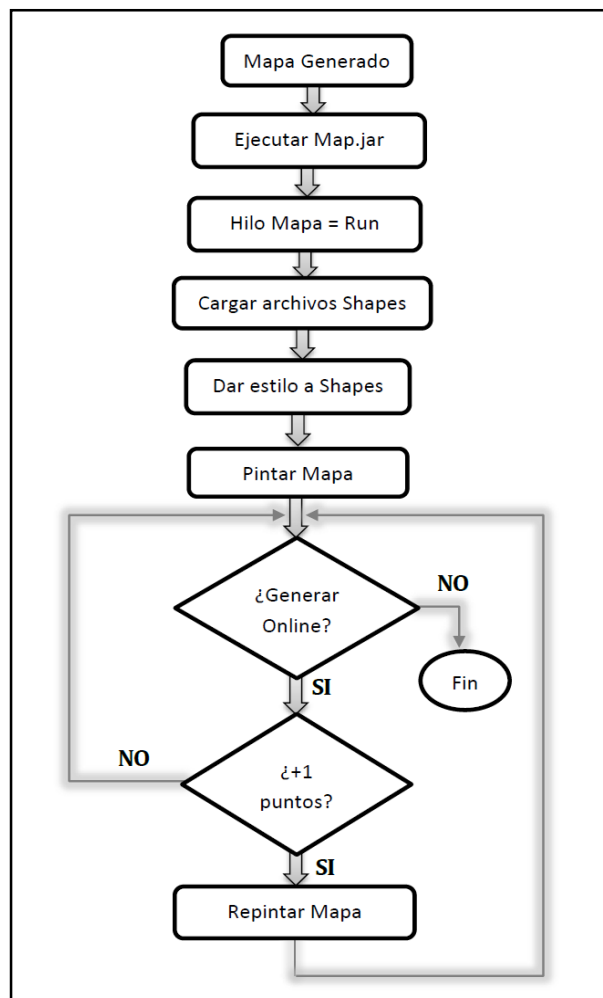 Mapa Generado
Ejecutar Map.jar
Hilo Mapa = Run
Cargar archivos Shapes
Dar estilo a Shapes
Pintar Mapa
¿Generar
Online?
NO
Fin
SI
¿+1
puntos?
NO
SI
Repintar Mapa